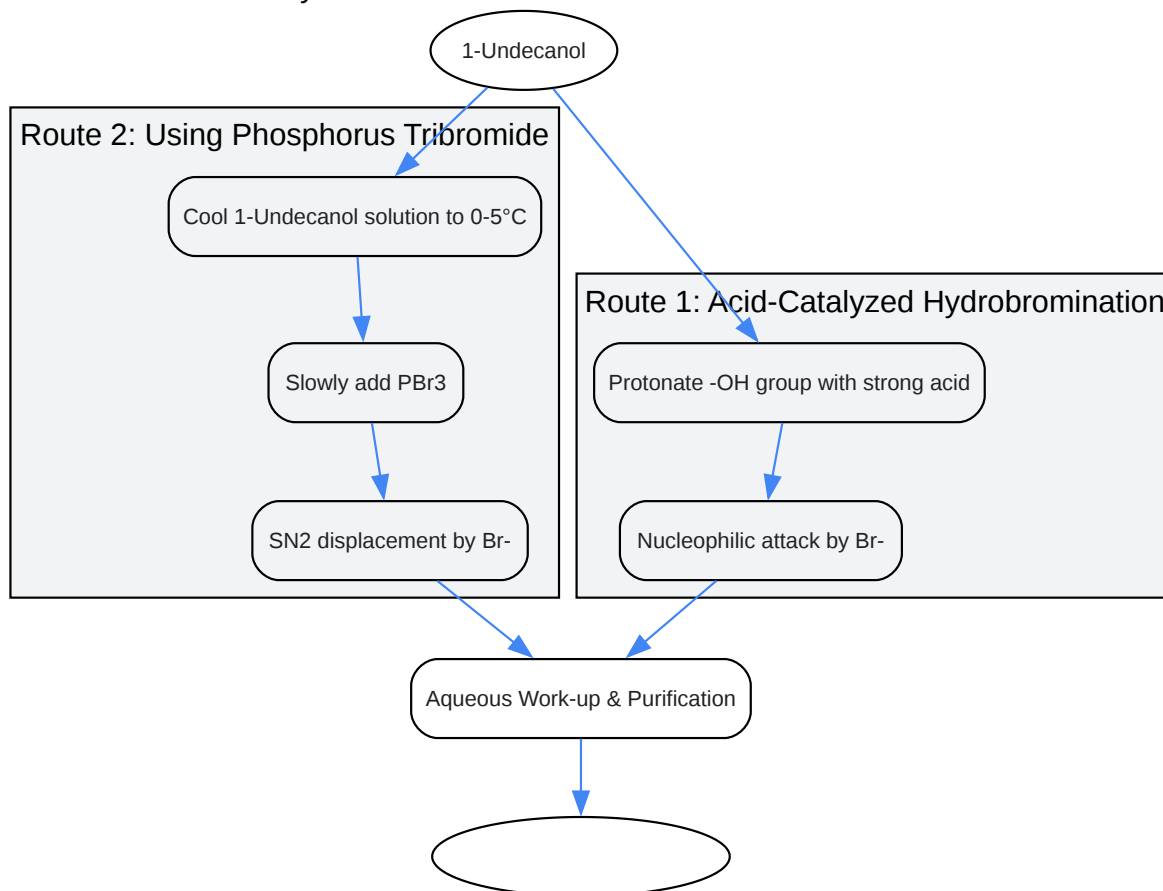 1-Undecanol
Route 2: Using Phosphorus Tribromide
Cool 1-Undecanol solution to 0-5°C
Slowly add PBr3
SN2 displacement by Br-
Route 1: Acid-Catalyzed Hydrobromination
Protonate -OH group with strong acid
Nucleophilic attack by Br-
Aqueous Work-up & Purification